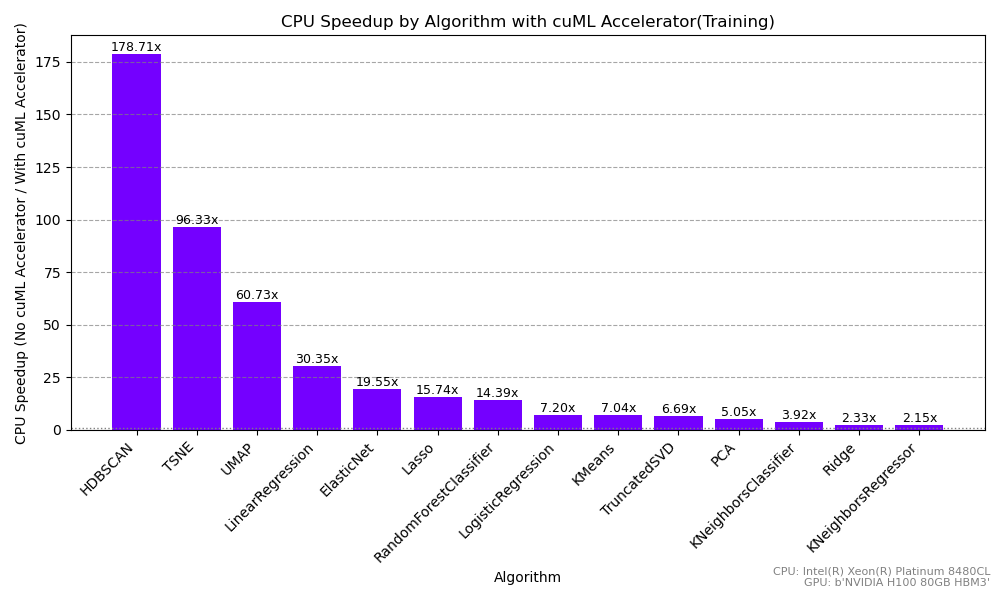 CPU Speedup by Algorithm with cuML Accelerator(Training)
CPU Speedup (No cuML Accelerator / With cuML Accelerator)
175
150
125
100
75
50
25
0
178.71x
96.33x
60.73x
30.35x
19.55x
15.74x
14.39x
7.20x
7.04x
6.69x
5.05x
3.92x
2.33x
2.15x
HDBSCAN
TSNE
UMAP
LinearRegression
ElasticNet
Lasso
RandomForestClassifier
LogisticRegression
KMeans
TruncatedSVD
PCA
KNeighborsClassifier
Ridge
KNeighborsRegressor
Algorithm
CPU: Intel(R) Xeon(R) Platinum 8480CL
GPU: b'NVIDIA H100 80GB HBM3'